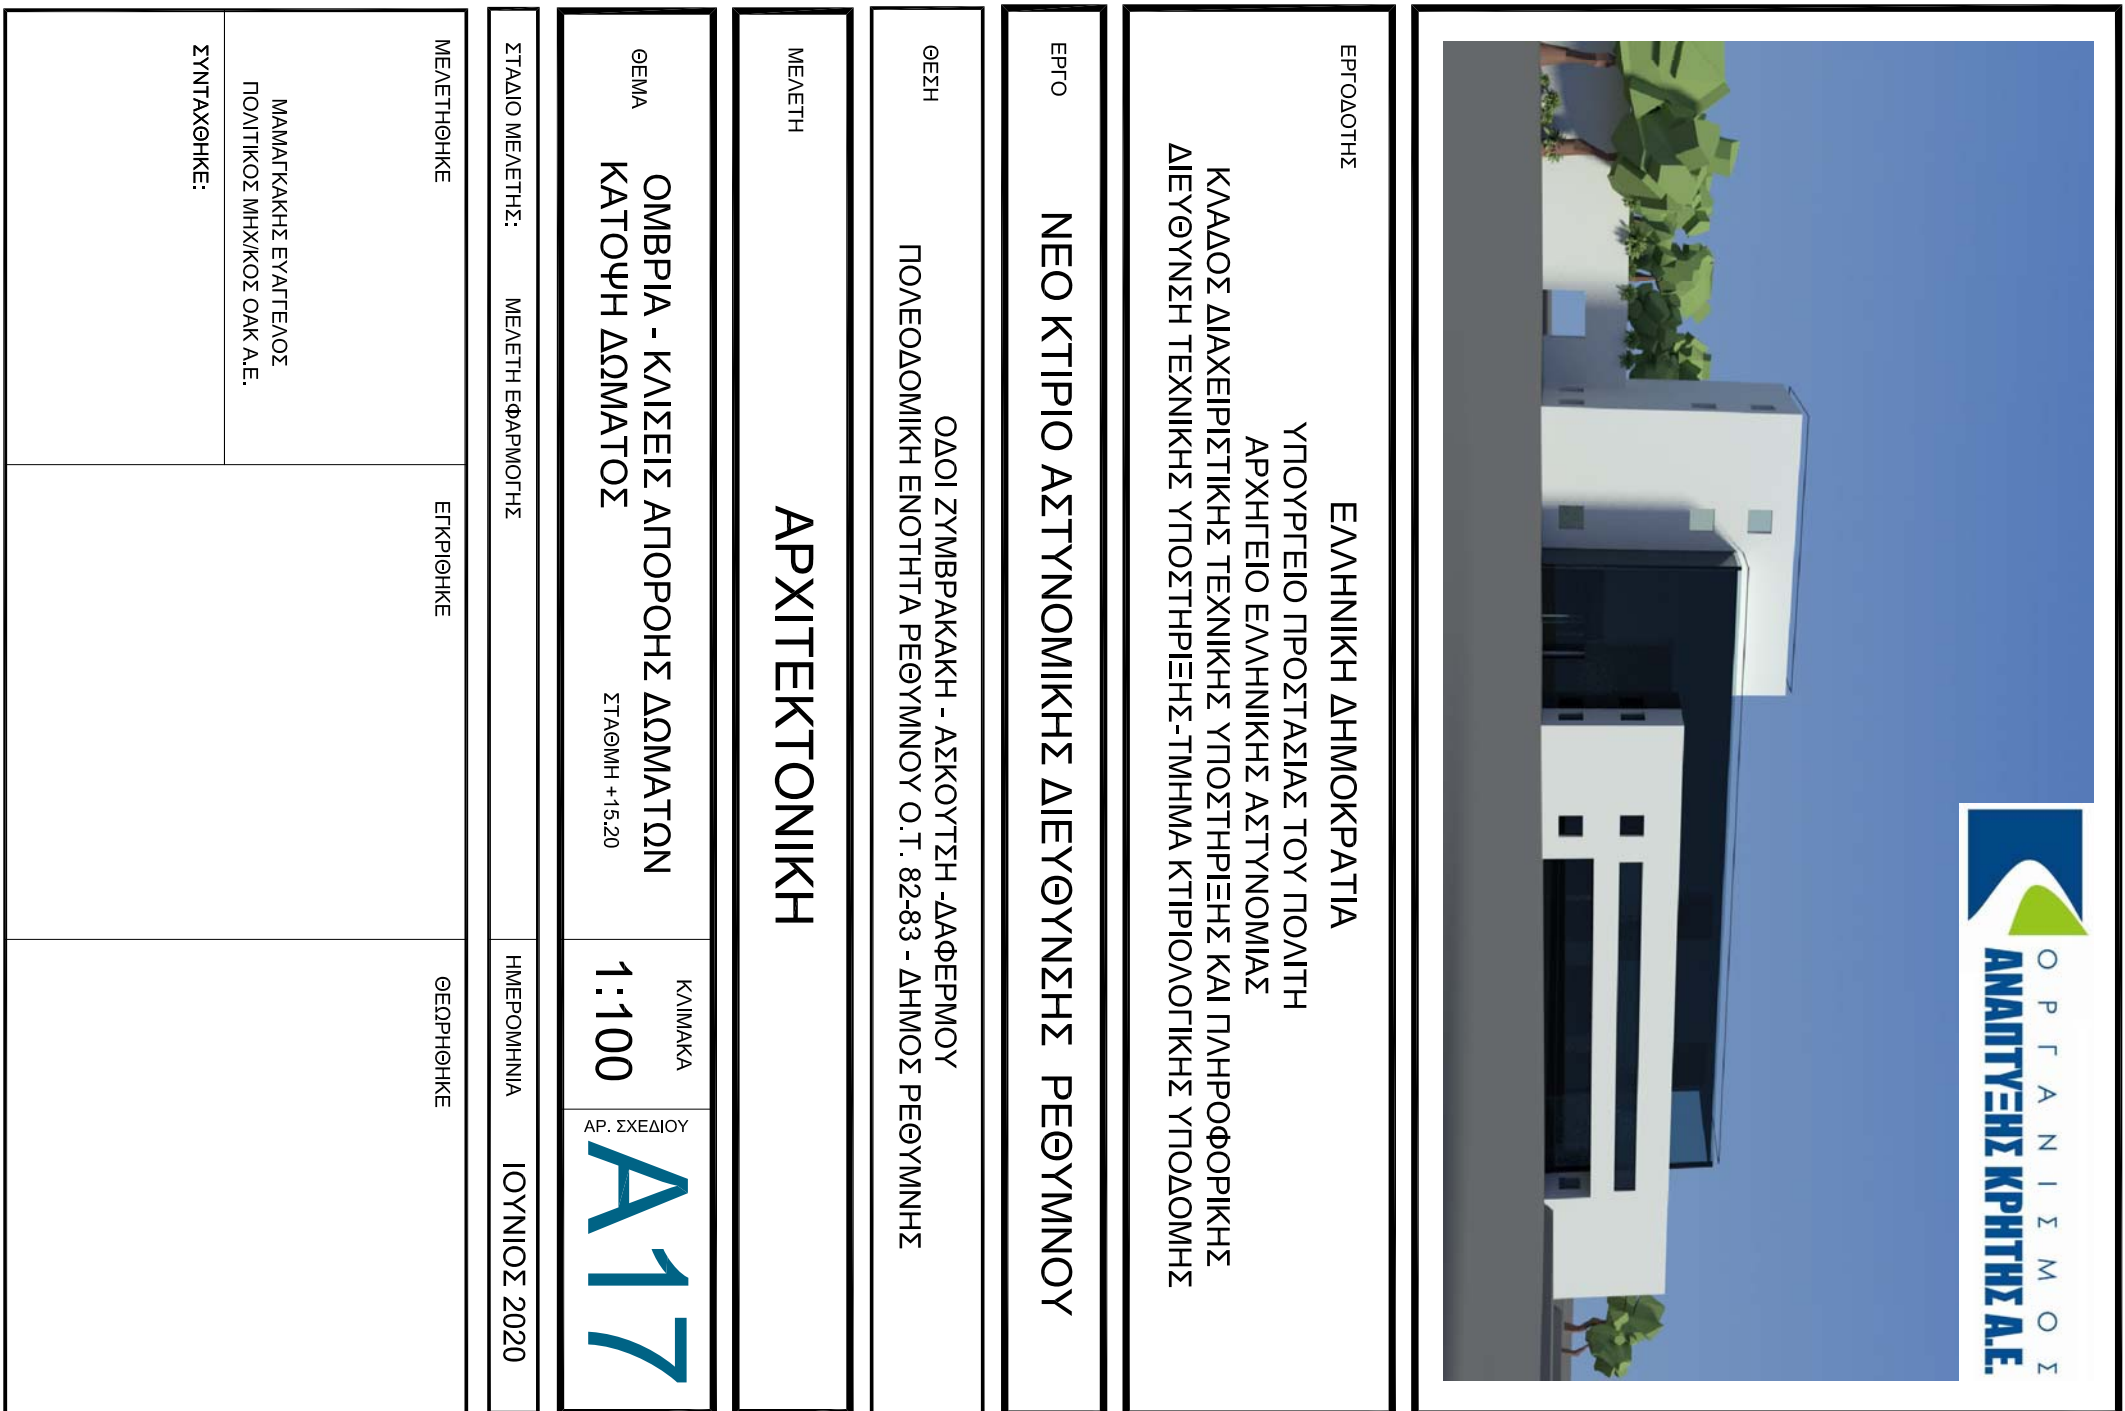 ΟΡΓΑΝΙΣΜΟΣ
ΑΝΑΠΤΥΞΗΣ ΚΡΗΤΗΣ Α.Ε.
ΕΡΓΟΔΟΤΗΣ
ΕΛΛΗΝΙΚΗ ΔΗΜΟΚΡΑΤΙΑ
ΥΠΟΥΡΓΕΙΟ ΠΡΟΣΤΑΣΙΑΣ ΤΟΥ ΠΟΛΙΤΗ
ΑΡΧΗΓΕΙΟ ΕΛΛΗΝΙΚΗΣ ΑΣΤΥΝΟΜΙΑΣ
ΚΛΑΔΟΣ ΔΙΑΧΕΙΡΙΣΤΙΚΗΣ ΤΕΧΝΙΚΗΣ ΥΠΟΣΤΗΡΙΞΗΣ ΚΑΙ ΠΛΗΡΟΦΟΡΙΚΗΣ
ΔΙΕΥΘΥΝΣΗ ΤΕΧΝΙΚΗΣ ΥΠΟΣΤΗΡΙΞΗΣ-ΤΜΗΜΑ ΚΤΙΡΙΟΛΟΓΙΚΗΣ ΥΠΟΔΟΜΗΣ
ΕΡΓΟ
ΝΕΟ ΚΤΙΡΙΟ ΑΣΤΥΝΟΜΙΚΗΣ ΔΙΕΥΘΥΝΣΗΣ ΡΕΘΥΜΝΟΥ
ΘΕΣΗ
ΟΔΟΙ ΖΥΜΒΡΑΚΑΚΗ - ΑΣΚΟΥΤΣΗ -ΔΑΦΕΡΜΟΥ
ΠΟΛΕΟΔΟΜΙΚΗ ΕΝΟΤΗΤΑ ΡΕΘΥΜΝΟΥ Ο.Τ. 82-83 - ΔΗΜΟΣ ΡΕΘΥΜΝΗΣ
ΜΕΛΕΤΗ
ΑΡΧΙΤΕΚΤΟΝΙΚΗ
ΘΕΜΑ
ΟΜΒΡΙΑ - ΚΛΙΣΕΙΣ ΑΠΟΡΟΗΣ ΔΩΜΑΤΩΝ
ΚΑΤΟΨΗ ΔΩΜΑΤΟΣ
ΣΤΑΘΜΗ +15.20
ΚΛΙΜΑΚΑ
1:100
ΑΡ. ΣΧΕΔΙΟΥ
Α17
ΣΤΑΔΙΟ ΜΕΛΕΤΗΣ:
ΜΕΛΕΤΗ ΕΦΑΡΜΟΓΗΣ
ΗΜΕΡΟΜΗΝΙΑ
ΙΟΥΝΙΟΣ 2020
ΜΕΛΕΤΗΘΗΚΕ
ΜΑΜΑΓΚΑΚΗΣ ΕΥΑΓΓΕΛΟΣ
ΠΟΛΙΤΙΚΟΣ ΜΗΧ/ΚΟΣ ΟΑΚ Α.Ε.
ΣΥΝΤΑΧΘΗΚΕ:
ΕΓΚΡΙΘΗΚΕ
ΘΕΩΡΗΘΗΚΕ